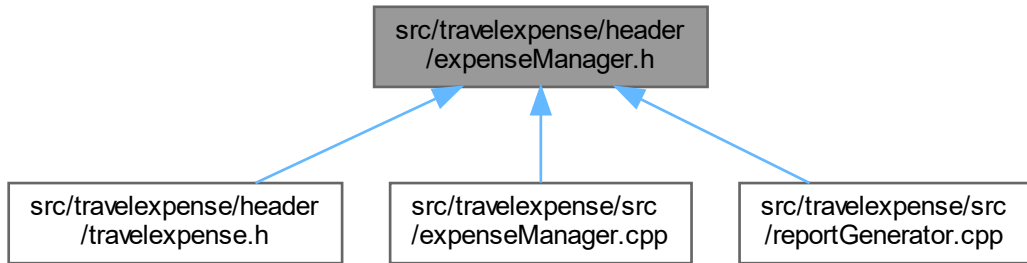 src/travelexpense/header
/expenseManager.h
src/travelexpense/header
/travelexpense.h
src/travelexpense/src
/expenseManager.cpp
src/travelexpense/src
/reportGenerator.cpp